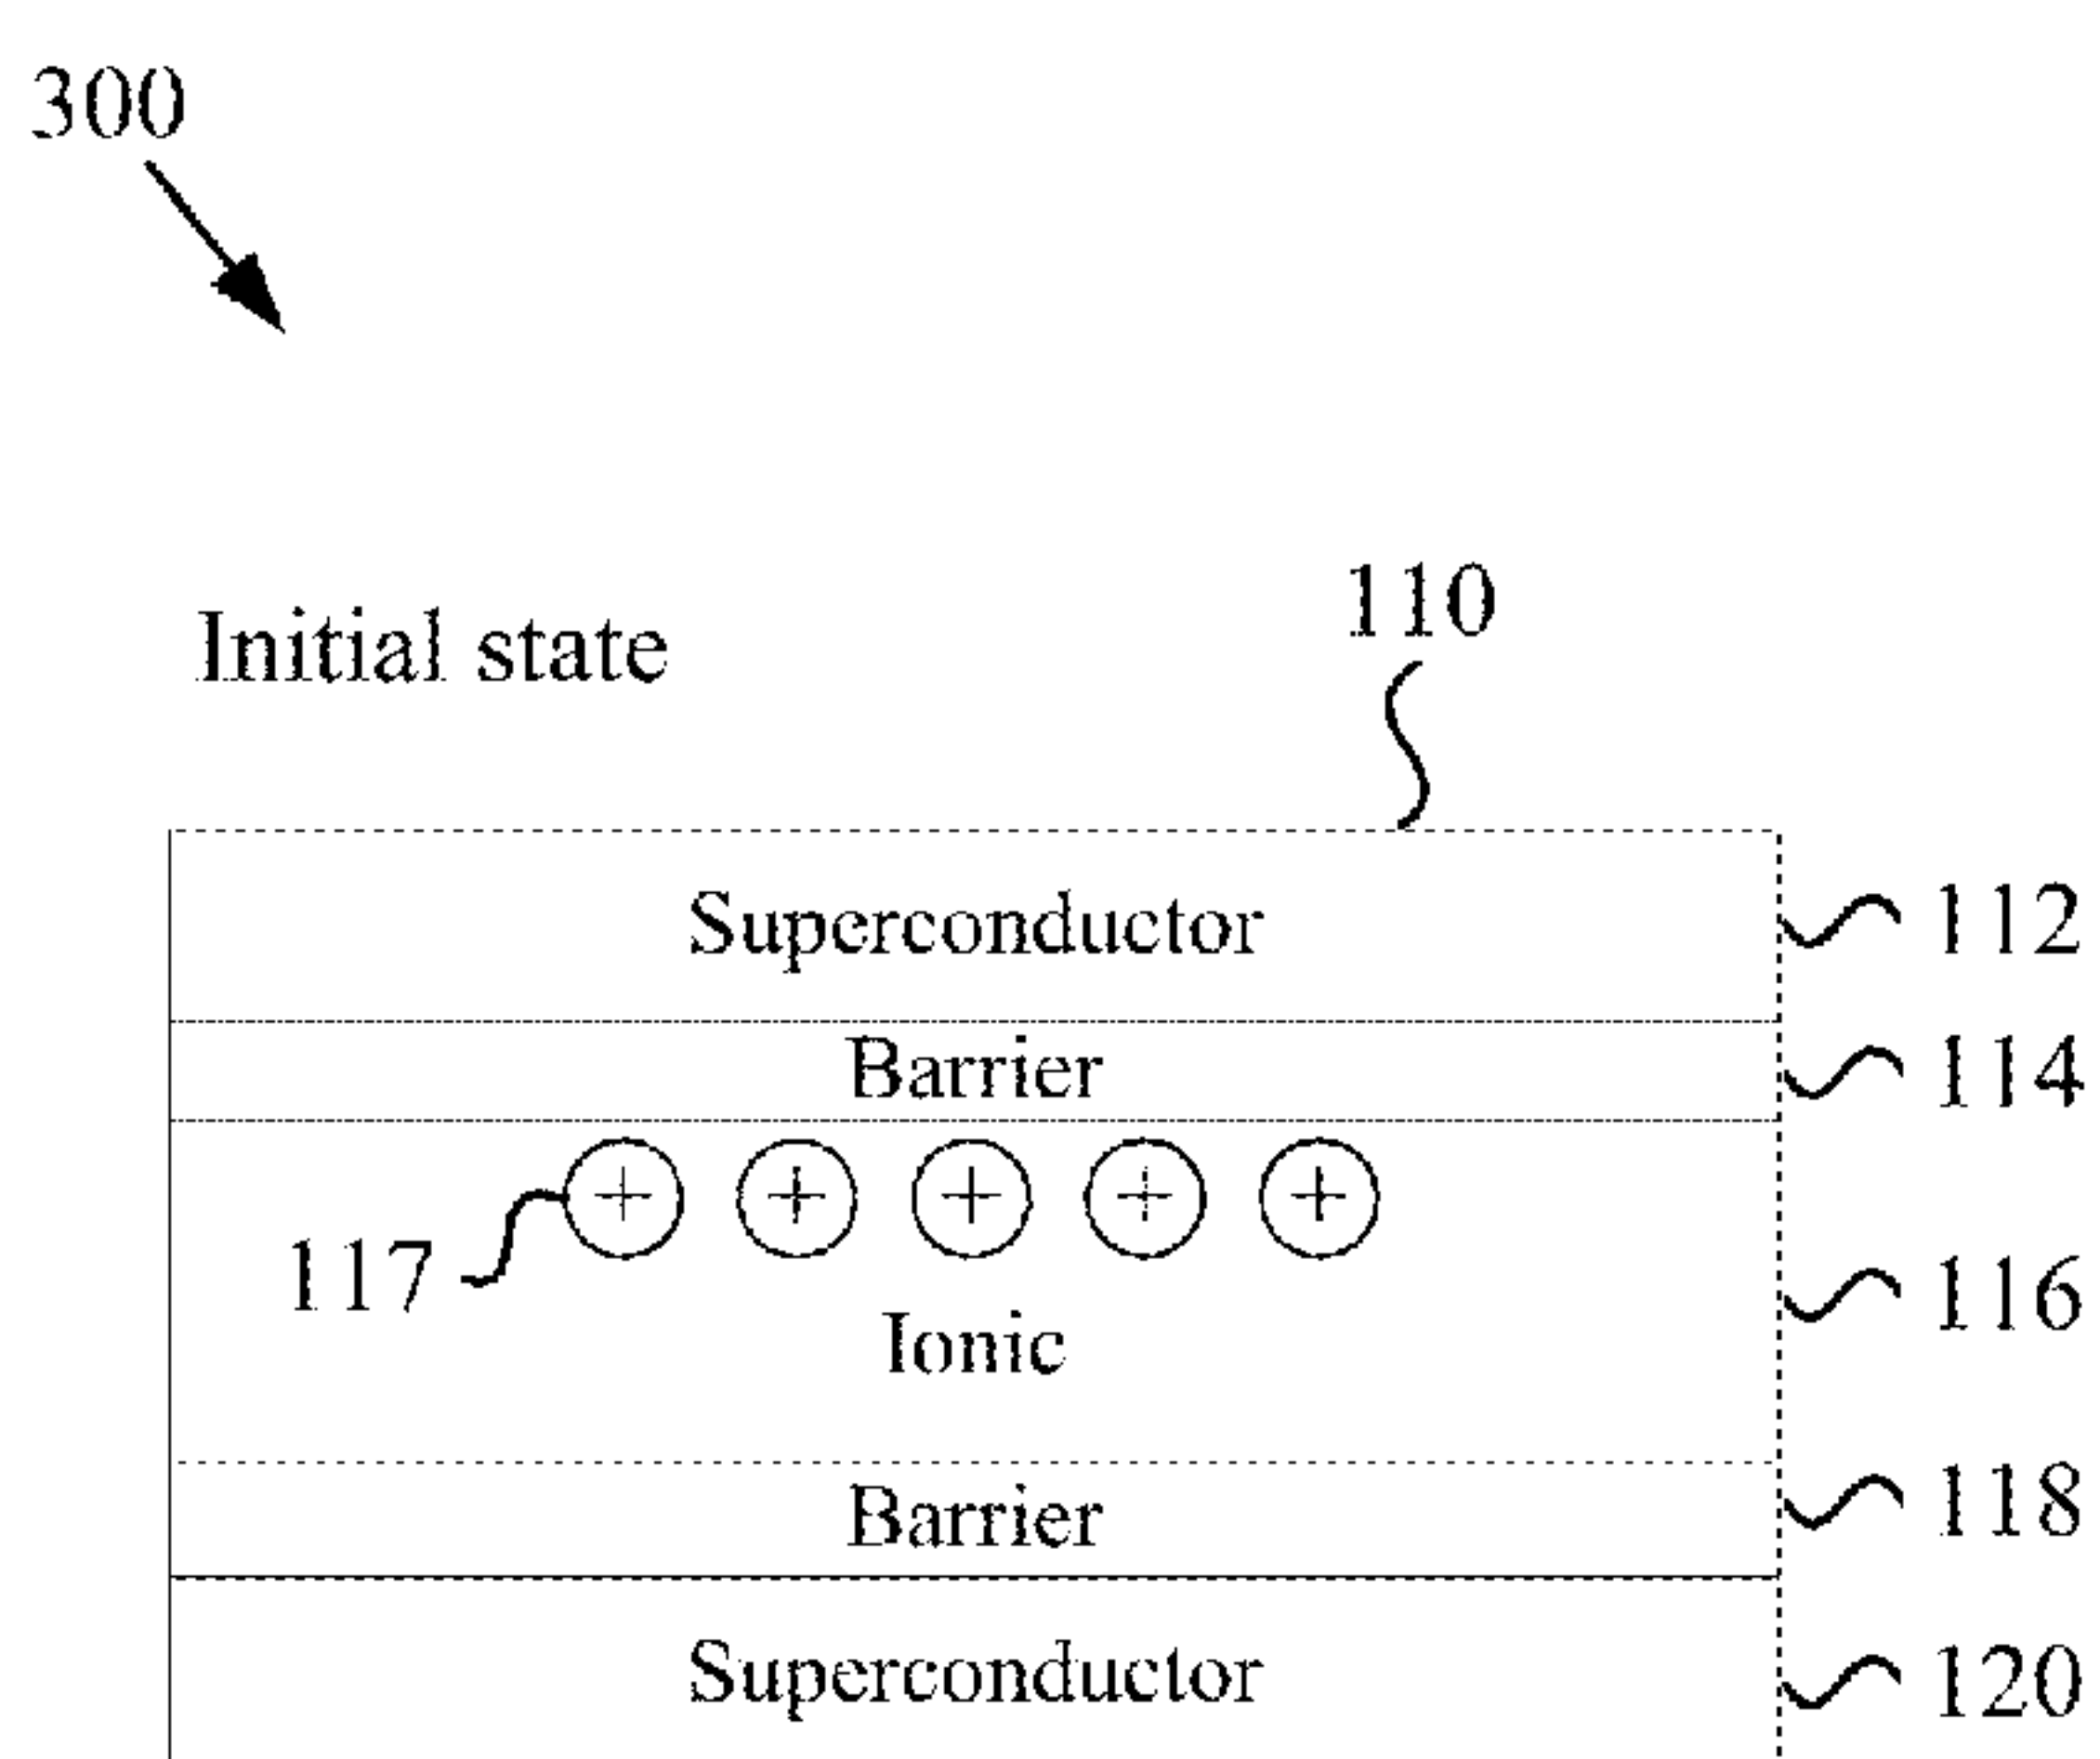 300
Initial state
110
Superconductor
112
Barrier
114
+ + + + +
117
116
Ionic
Barrier
118
Superconductor
120